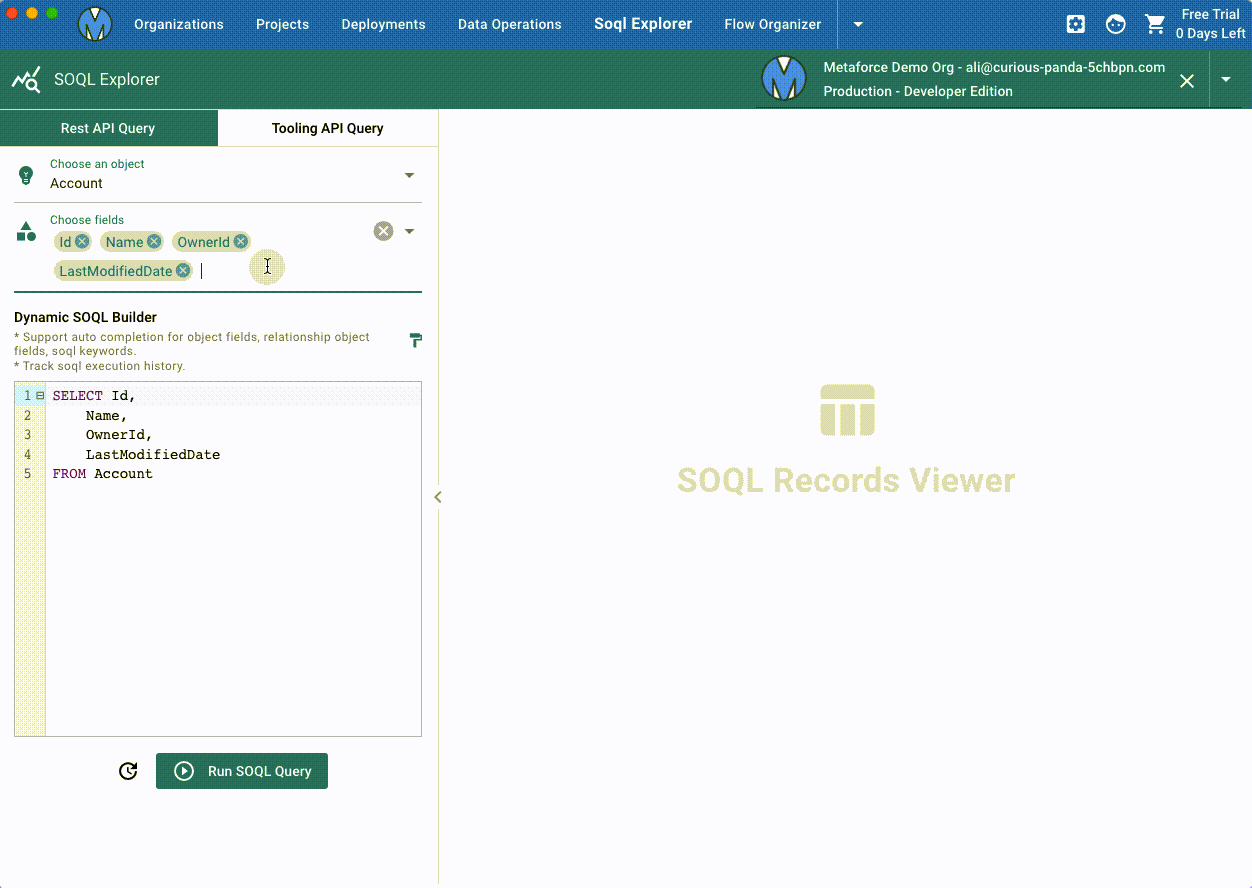 Organizations Projects Deployments Data Operations Soql Explorer Flow Organizer
Free Trial
0 Days Left
SOQL Explorer
Metaforce Demo Org - ali@curious-panda-5chbpn.com
Production - Developer Edition
Rest API Query Tooling API Query
Choose an object
Account
Choose fields
Id Name OwnerId
LastModifiedDate
Dynamic SOQL Builder
* Support auto completion for object fields, relationship object
fields, soql keywords.
* Track soql execution history.
1 SELECT Id,
2 Name,
3 OwnerId,
4 LastModifiedDate
5 FROM Account
SOQL Records Viewer
Run SOQL Query